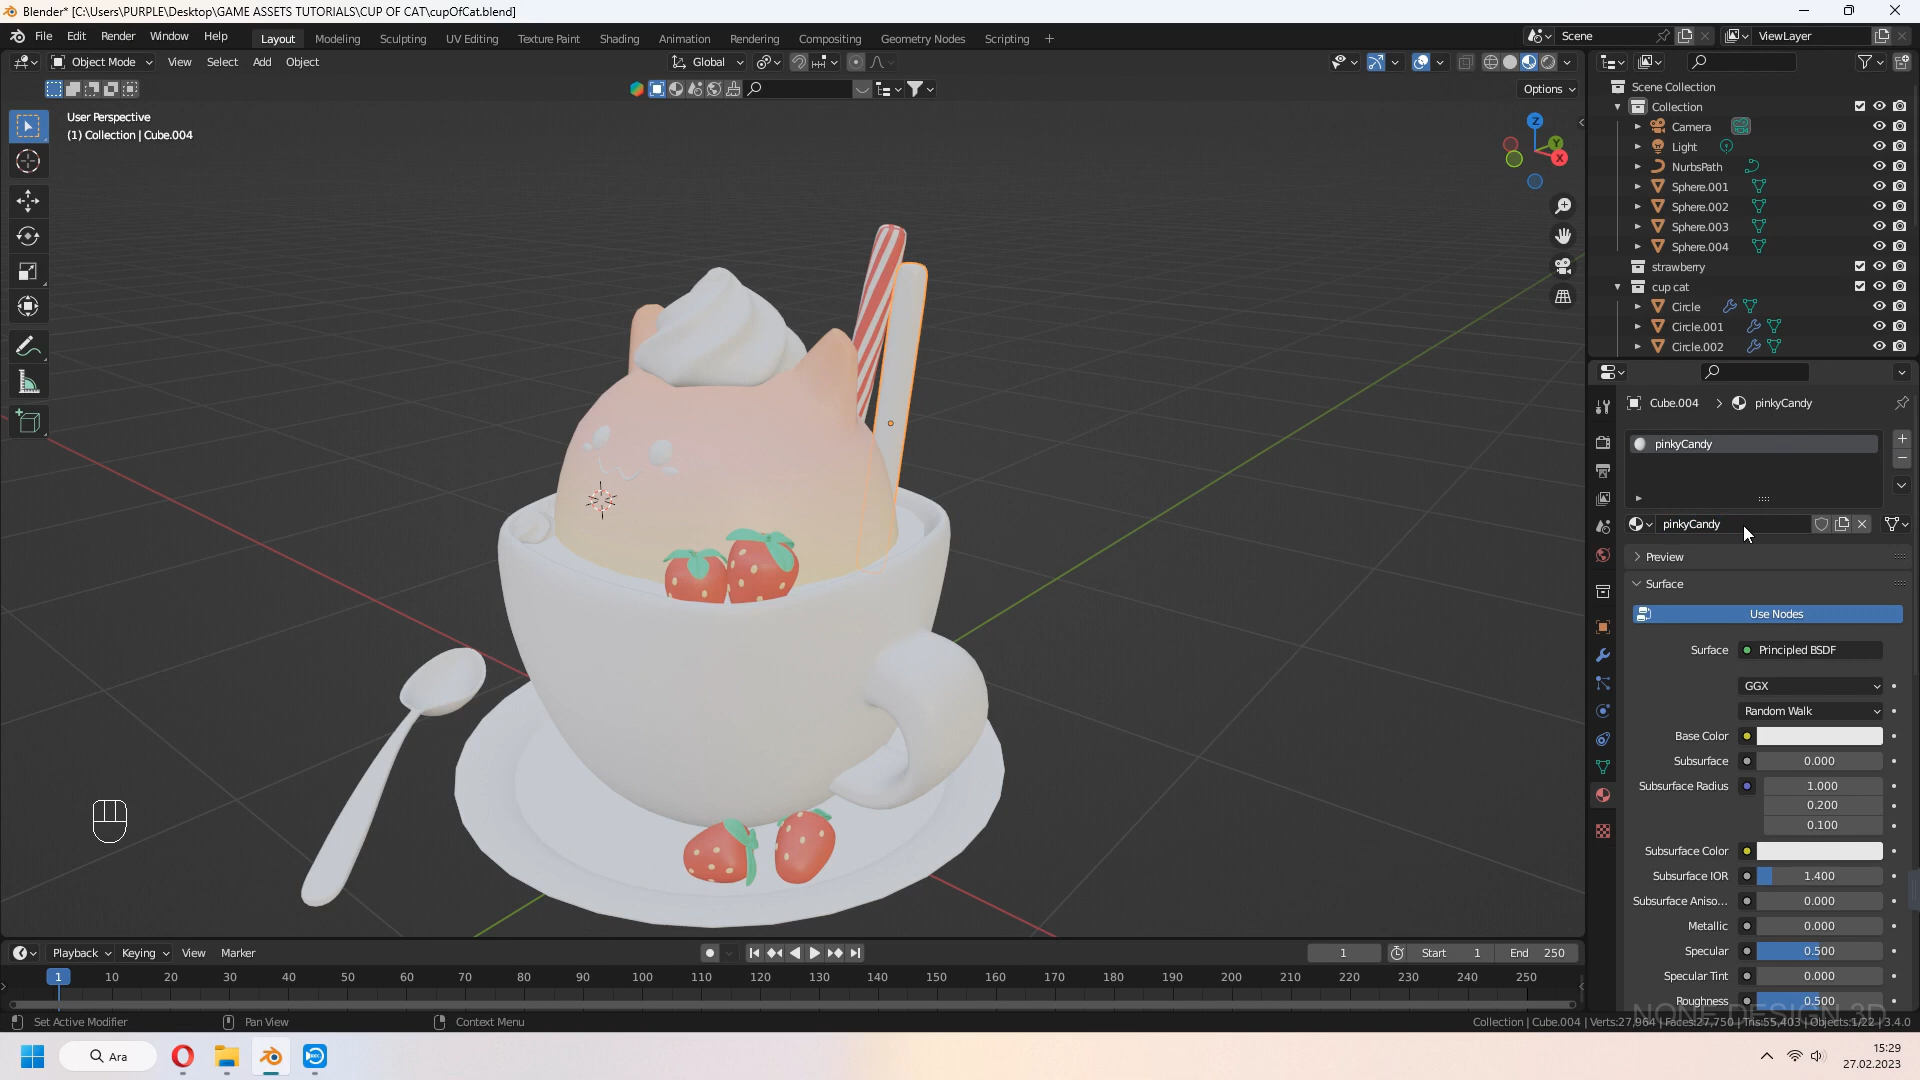 Blender* [C:\Users\PURPLE\Desktop\GAME ASSETS TUTORIALS\CUP OF CAT\cupOfCat.blend]
File Edit Render Window Help Layout Modeling Sculpting UV Editing Texture Paint Shading Animation Rendering Compositing Geometry Nodes Scripting + Scene ViewLayer
Object Mode View Select Add Object Global
Options
User Perspective
(1) Collection | Cube.004
Z
Y
X
Scene Collection
Collection
Camera
Light
NurbsPath
Sphere.001
Sphere.002
Sphere.003
Sphere.004
strawberry
cup cat
Circle
Circle.001
Circle.002
Cube.004 > pinkyCandy
pinkyCandy
pinkyCandy
Preview
Surface
Use Nodes
Surface Principled BSDF
GGX
Random Walk
Base Color
Subsurface 0.000
Subsurface Radius 1.000
0.200
0.100
Subsurface Color
Subsurface IOR 1.400
Subsurface Aniso... 0.000
Metallic 0.000
Specular 0.500
Specular Tint 0.000
Roughness 0.500
NONE DESIGN 3D
Playback Keying View Marker 1 Start 1 End 250
1 10 20 30 40 50 60 70 80 90 100 110 120 130 140 150 160 170 180 190 200 210 220 230 240 250
Set Active Modifier Pan View Context Menu Collection | Cube.004 | Verts:27,964 | Faces:27,750 | Tris:55,403 | Objects:1/22 | 3.4.0
Ara
15:29
27.02.2023